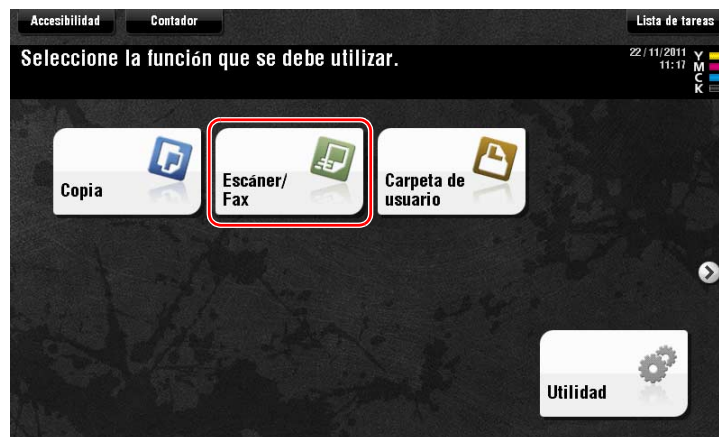 Accesibilidad Contador Lista de tareas
Seleccione la función que se debe utilizar.
22/11/2011
11:17
Y
M
C
K
Copia
Escáner/
Fax
Carpeta de
usuario
Utilidad